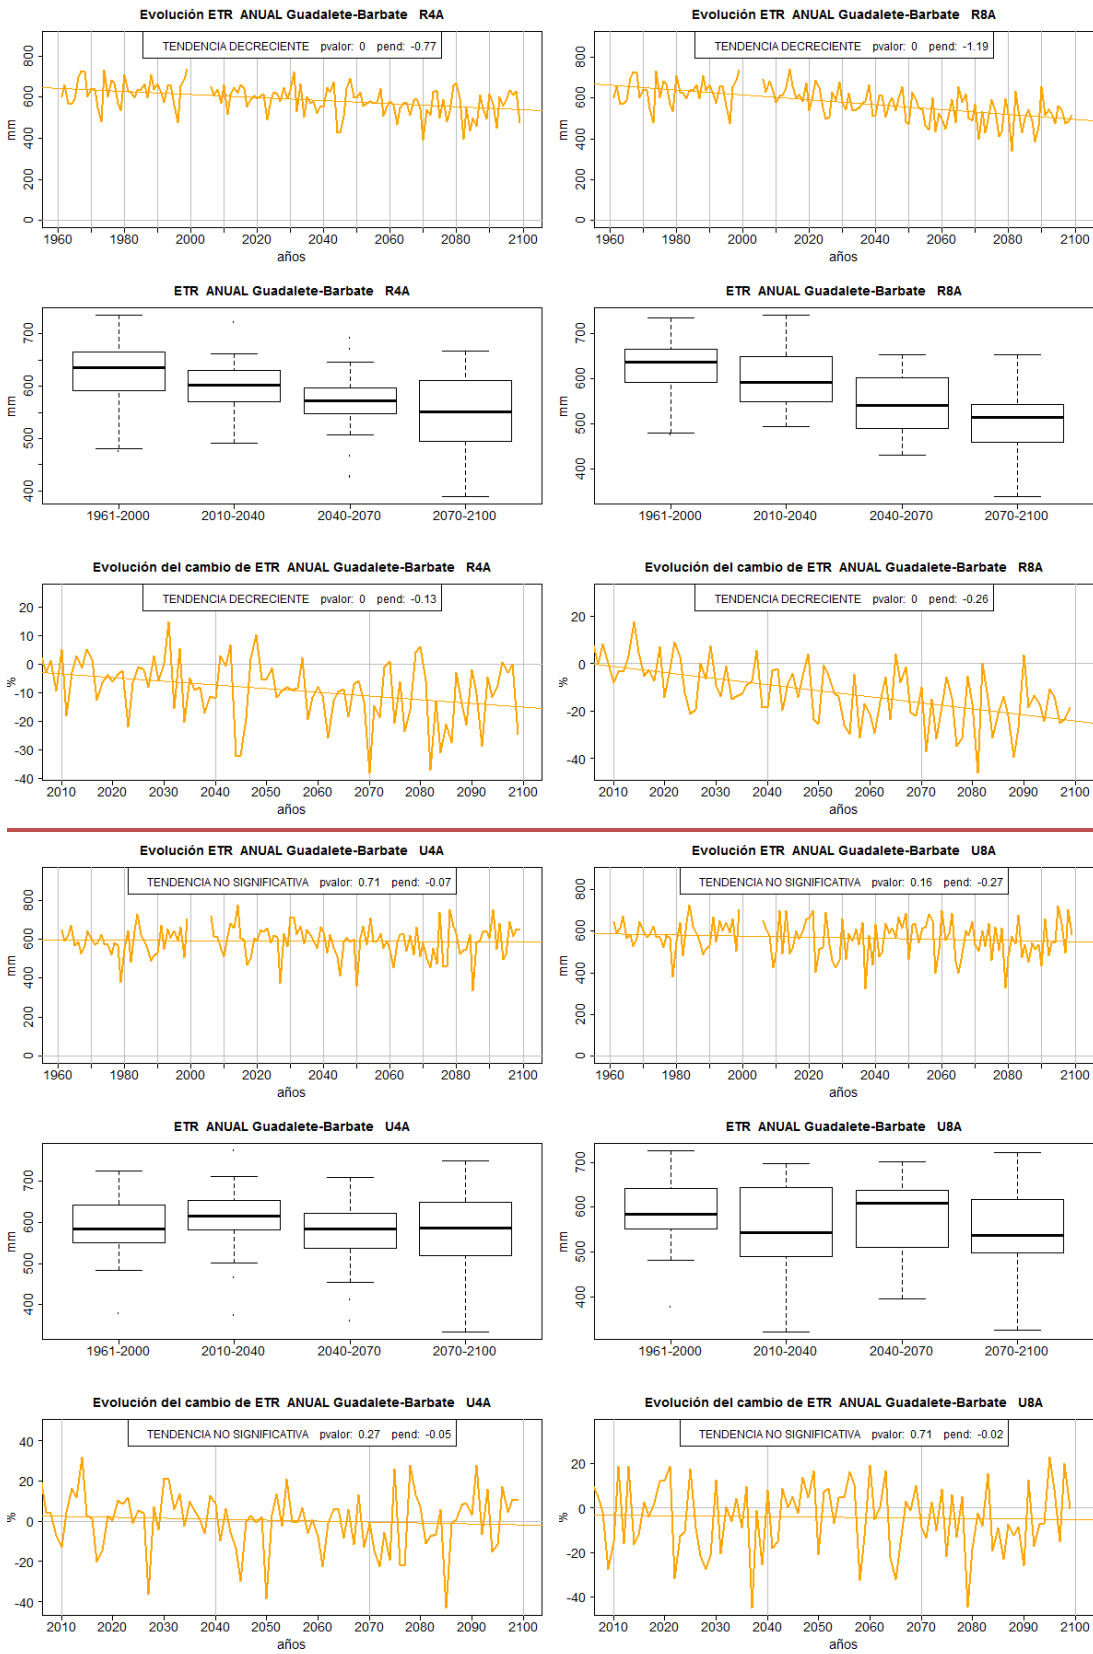 Evolución ETR ANUAL Guadalete-Barbate R4A
TENDENCIA DECRECIENTE pvalor: 0 pend: -0.77
mm
800
600
400
200
0
1960 1980 2000 2020 2040 2060 2080 2100
años
Evolución ETR ANUAL Guadalete-Barbate R8A
TENDENCIA DECRECIENTE pvalor: 0 pend: -1.19
mm
800
600
400
200
0
1960 1980 2000 2020 2040 2060 2080 2100
años
ETR ANUAL Guadalete-Barbate R4A
mm
700
600
500
400
1961-2000 2010-2040 2040-2070 2070-2100
ETR ANUAL Guadalete-Barbate R8A
mm
700
600
500
400
1961-2000 2010-2040 2040-2070 2070-2100
Evolución del cambio de ETR ANUAL Guadalete-Barbate R4A
TENDENCIA DECRECIENTE pvalor: 0 pend: -0.13
%
20
10
0
-10
-20
-30
-40
2010 2020 2030 2040 2050 2060 2070 2080 2090 2100
años
Evolución del cambio de ETR ANUAL Guadalete-Barbate R8A
TENDENCIA DECRECIENTE pvalor: 0 pend: -0.26
%
20
0
-20
-40
2010 2020 2030 2040 2050 2060 2070 2080 2090 2100
años
Evolución ETR ANUAL Guadalete-Barbate U4A
TENDENCIA NO SIGNIFICATIVA pvalor: 0.71 pend: -0.07
mm
800
600
400
200
0
1960 1980 2000 2020 2040 2060 2080 2100
años
Evolución ETR ANUAL Guadalete-Barbate U8A
TENDENCIA NO SIGNIFICATIVA pvalor: 0.16 pend: -0.27
mm
800
600
400
200
0
1960 1980 2000 2020 2040 2060 2080 2100
años
ETR ANUAL Guadalete-Barbate U4A
mm
700
600
500
400
1961-2000 2010-2040 2040-2070 2070-2100
ETR ANUAL Guadalete-Barbate U8A
mm
700
600
500
400
1961-2000 2010-2040 2040-2070 2070-2100
Evolución del cambio de ETR ANUAL Guadalete-Barbate U4A
TENDENCIA NO SIGNIFICATIVA pvalor: 0.27 pend: -0.05
%
40
20
0
-20
-40
2010 2020 2030 2040 2050 2060 2070 2080 2090 2100
años
Evolución del cambio de ETR ANUAL Guadalete-Barbate U8A
TENDENCIA NO SIGNIFICATIVA pvalor: 0.71 pend: -0.02
%
20
0
-20
-40
2010 2020 2030 2040 2050 2060 2070 2080 2090 2100
años